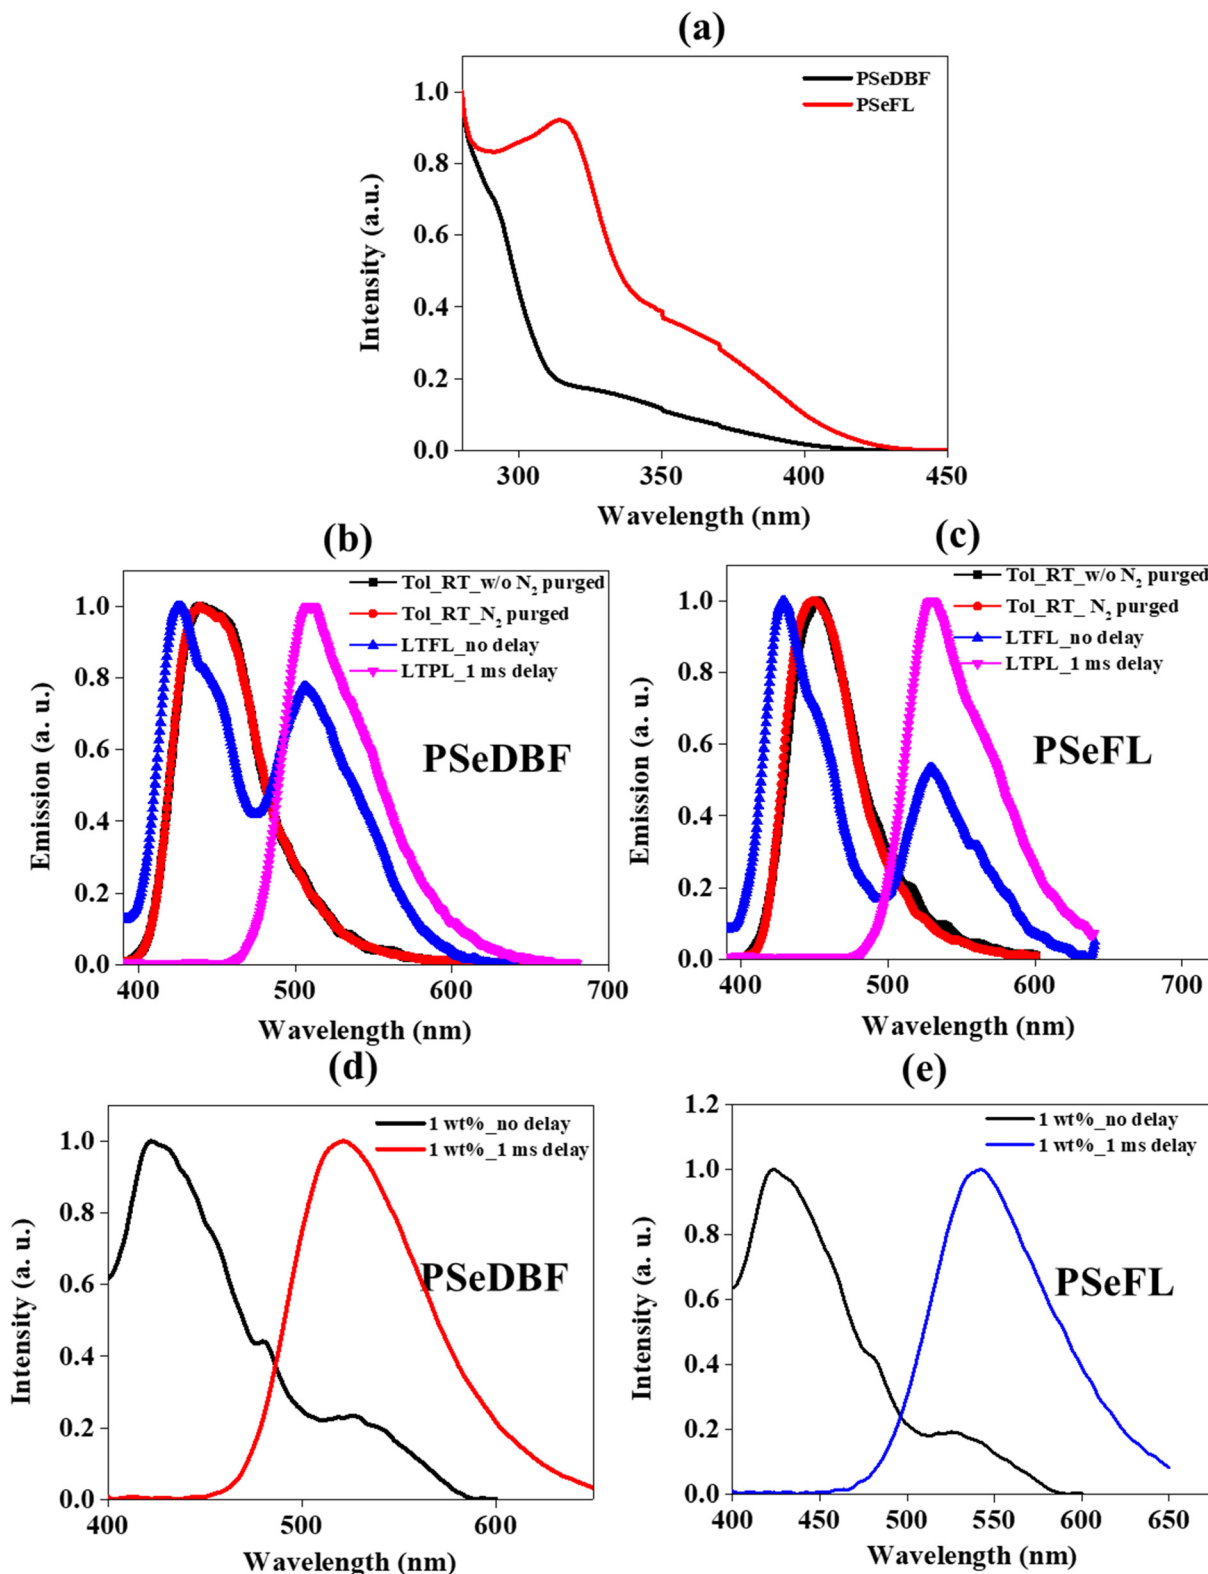 (a)
PSeDBF
PSeFL
1.0
0.8
0.6
0.4
0.2
0.0
Intensity (a.u.)
300
350
400
450
Wavelength (nm)
(b)
Tol_RT_w/o N₂ purged
Tol_RT_N₂ purged
LTFL_no delay
LTPL_1 ms delay
1.0
0.8
0.6
0.4
0.2
0.0
Emission (a. u.)
PSeDBF
400
500
600
700
Wavelength (nm)
(c)
Tol_RT_w/o N₂ purged
Tol_RT_ N₂ purged
LTFL_no delay
LTPL_1 ms delay
1.0
0.8
0.6
0.4
0.2
0.0
Emission (a. u.)
PSeFL
400
500
600
700
Wavelength (nm)
(d)
1 wt%_no delay
1 wt%_1 ms delay
1.0
0.8
0.6
0.4
0.2
0.0
Intensity (a. u.)
PSeDBF
400
500
600
Wavelength (nm)
(e)
1 wt%_no delay
1 wt%_1 ms delay
1.2
1.0
0.8
0.6
0.4
0.2
0.0
Intensity (a. u.)
PSeFL
400
450
500
550
600
650
Wavelength (nm)